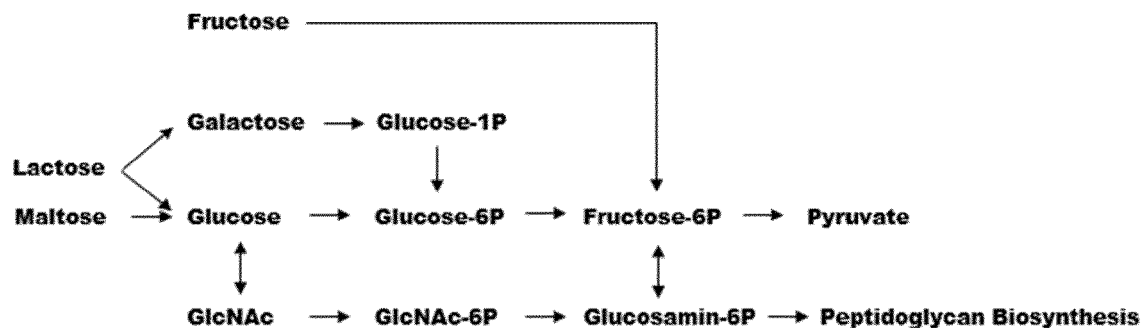 Fructose
Galactose Glucose-1P
Lactose
Maltose Glucose Glucose-6P Fructose-6P Pyruvate
GlcNAc GlcNAc-6P Glucosamin-6P Peptidoglycan Biosynthesis